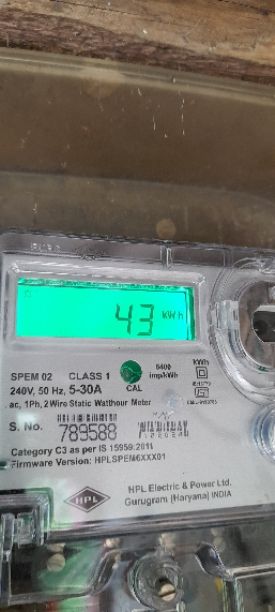 43 kWh
SPEM 02 CLASS 1
6400 imp/kWh
kWh
240V, 50 Hz, 5-30A
CAL
ac, 1Ph, 2Wire Static Watthour Meter
S. No. 789588
Category C3 as per IS 15959:2011
Firmware Version: HPLSPEM6XXX01
HPL
HPL Electric & Power Ltd.
Gurugram (Haryana) INDIA